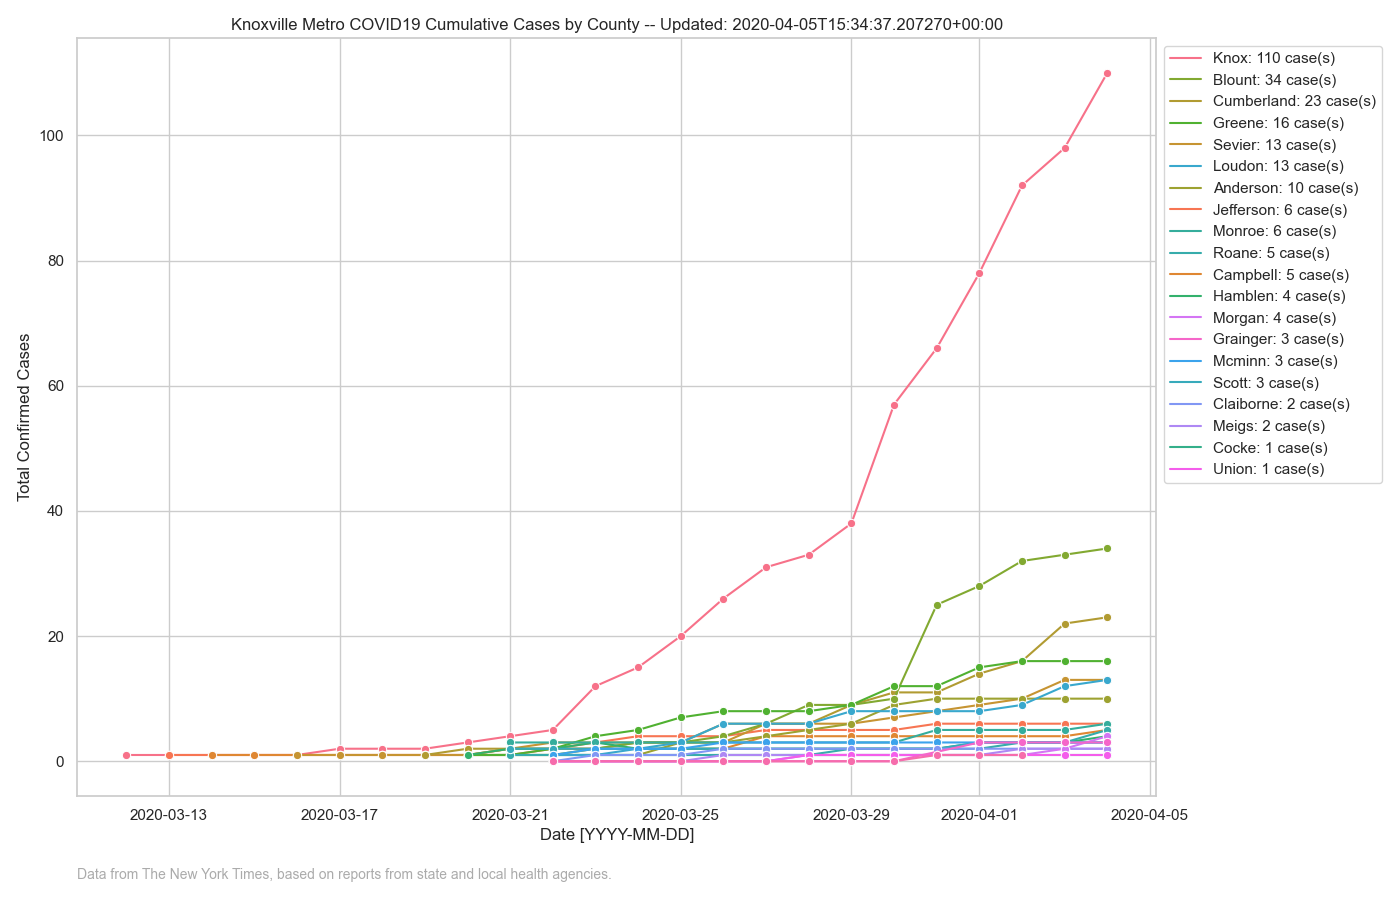 Knoxville Metro COVID19 Cumulative Cases by County -- Updated: 2020-04-05T15:34:37.207270+00:00
Knox: 110 case(s)
Blount: 34 case(s)
Cumberland: 23 case(s)
Greene: 16 case(s)
Sevier: 13 case(s)
Loudon: 13 case(s)
Anderson: 10 case(s)
Jefferson: 6 case(s)
Monroe: 6 case(s)
Roane: 5 case(s)
Campbell: 5 case(s)
Hamblen: 4 case(s)
Morgan: 4 case(s)
Grainger: 3 case(s)
Mcminn: 3 case(s)
Scott: 3 case(s)
Claiborne: 2 case(s)
Meigs: 2 case(s)
Cocke: 1 case(s)
Union: 1 case(s)
Total Confirmed Cases
100
80
60
40
20
0
2020-03-13 2020-03-17 2020-03-21 2020-03-25 2020-03-29 2020-04-01 2020-04-05
Date [YYYY-MM-DD]
Data from The New York Times, based on reports from state and local health agencies.